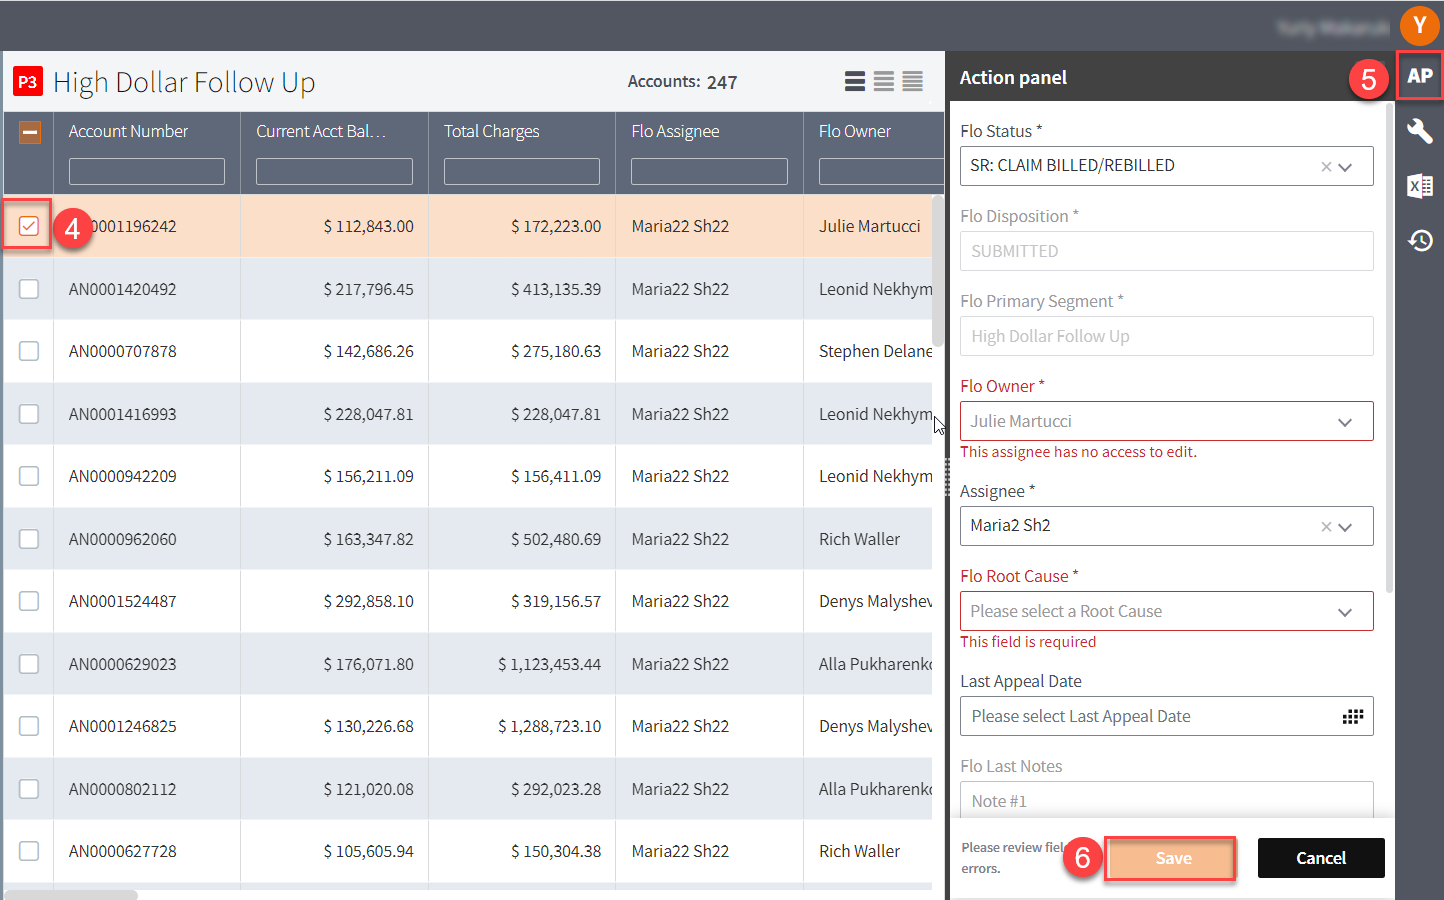 Y
P3 High Dollar Follow Up
Accounts: 247
Account Number
Current Acct Bal…
Total Charges
Flo Assignee
Flo Owner
4
0001196242 $ 112,843.00 $ 172,223.00 Maria22 Sh22 Julie Martucci
AN0001420492 $ 217,796.45 $ 413,135.39 Maria22 Sh22 Leonid Nekhym
AN0000707878 $ 142,686.26 $ 275,180.63 Maria22 Sh22 Stephen Delane
AN0001416993 $ 228,047.81 $ 228,047.81 Maria22 Sh22 Leonid Nekhym
AN0000942209 $ 156,211.09 $ 156,411.09 Maria22 Sh22 Leonid Nekhym
AN0000962060 $ 163,347.82 $ 502,480.69 Maria22 Sh22 Rich Waller
AN0001524487 $ 292,858.10 $ 319,156.57 Maria22 Sh22 Denys Malyshev
AN0000629023 $ 176,071.80 $ 1,123,453.44 Maria22 Sh22 Alla Pukharenko
AN0001246825 $ 130,226.68 $ 1,288,723.10 Maria22 Sh22 Denys Malyshev
AN0000802112 $ 121,020.08 $ 292,023.28 Maria22 Sh22 Alla Pukharenko
AN0000627728 $ 105,605.94 $ 150,304.38 Maria22 Sh22 Rich Waller
Action panel
5
AP
Flo Status *
SR: CLAIM BILLED/REBILLED
Flo Disposition *
SUBMITTED
Flo Primary Segment *
High Dollar Follow Up
Flo Owner *
Julie Martucci
This assignee has no access to edit.
Assignee *
Maria2 Sh2
Flo Root Cause *
Please select a Root Cause
This field is required
Last Appeal Date
Please select Last Appeal Date
Flo Last Notes
Note #1
Please review fiel
errors.
6
Save
Cancel